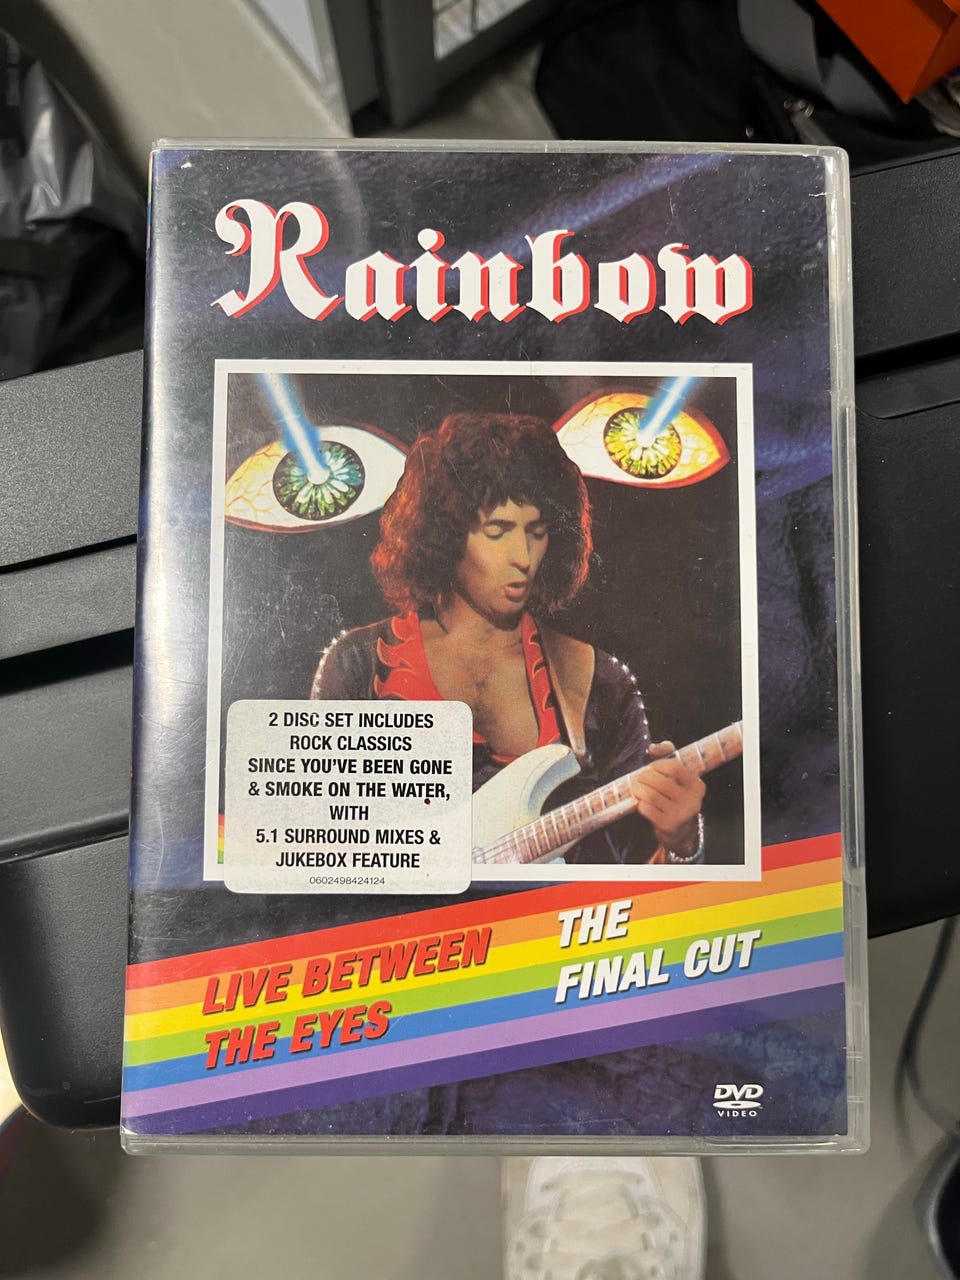 Rainbow
2 DISC SET INCLUDES
ROCK CLASSICS
SINCE YOU'VE BEEN GONE
& SMOKE ON THE WATER,
WITH
5.1 SURROUND MIXES &
JUKEBOX FEATURE
0602498424124
LIVE BETWEEN
THE EYES
THE
FINAL CUT
DVD
VIDEO